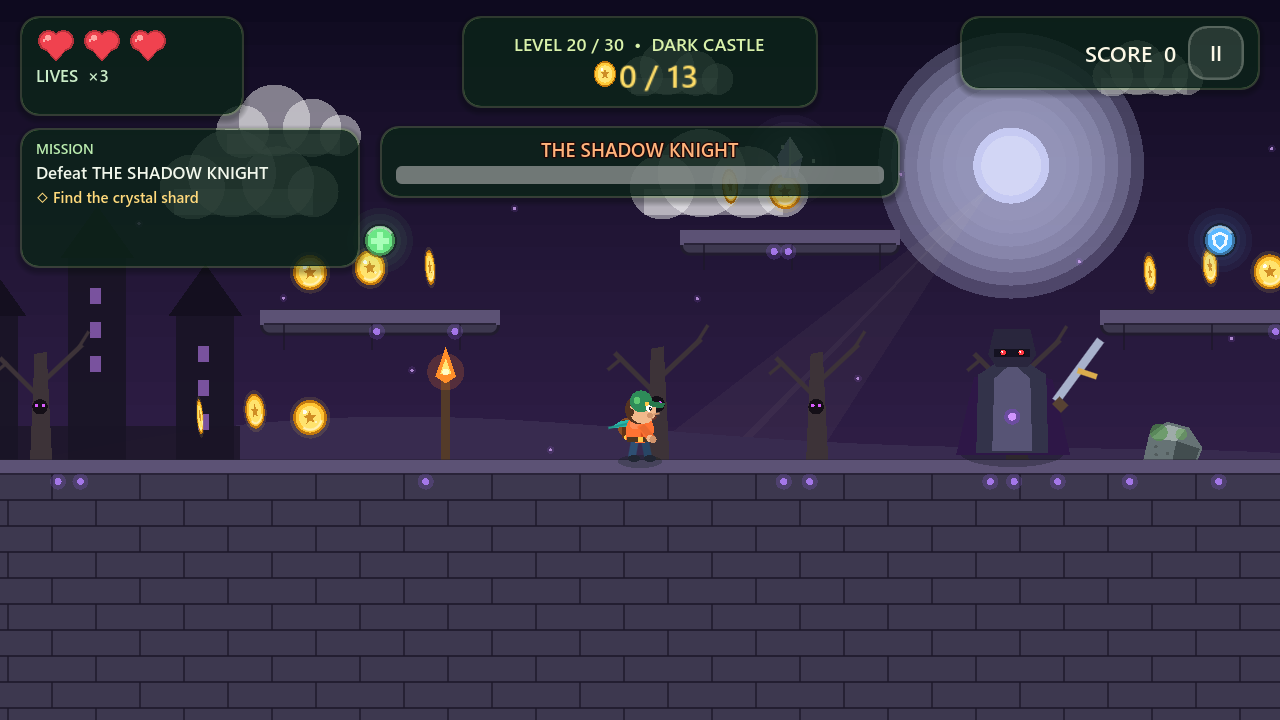 LIVES ×3
LEVEL 20 / 30 • DARK CASTLE
0 / 13
SCORE 0
MISSION
Defeat THE SHADOW KNIGHT
◇ Find the crystal shard
THE SHADOW KNIGHT